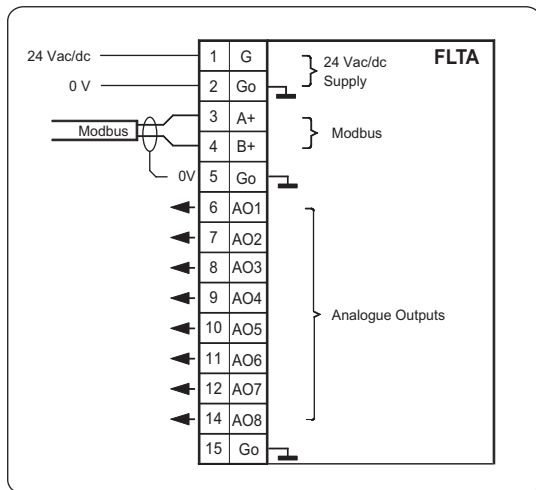 FLTA
24 Vac/dc 1 G 24 Vac/dc
Supply
0 V 2 Go
Modbus 3 A+ Modbus
4 B+
0V 5 Go
6 AO1
7 AO2
8 AO3
9 AO4
10 AO5
Analogue Outputs
11 AO6
12 AO7
14 AO8
15 Go